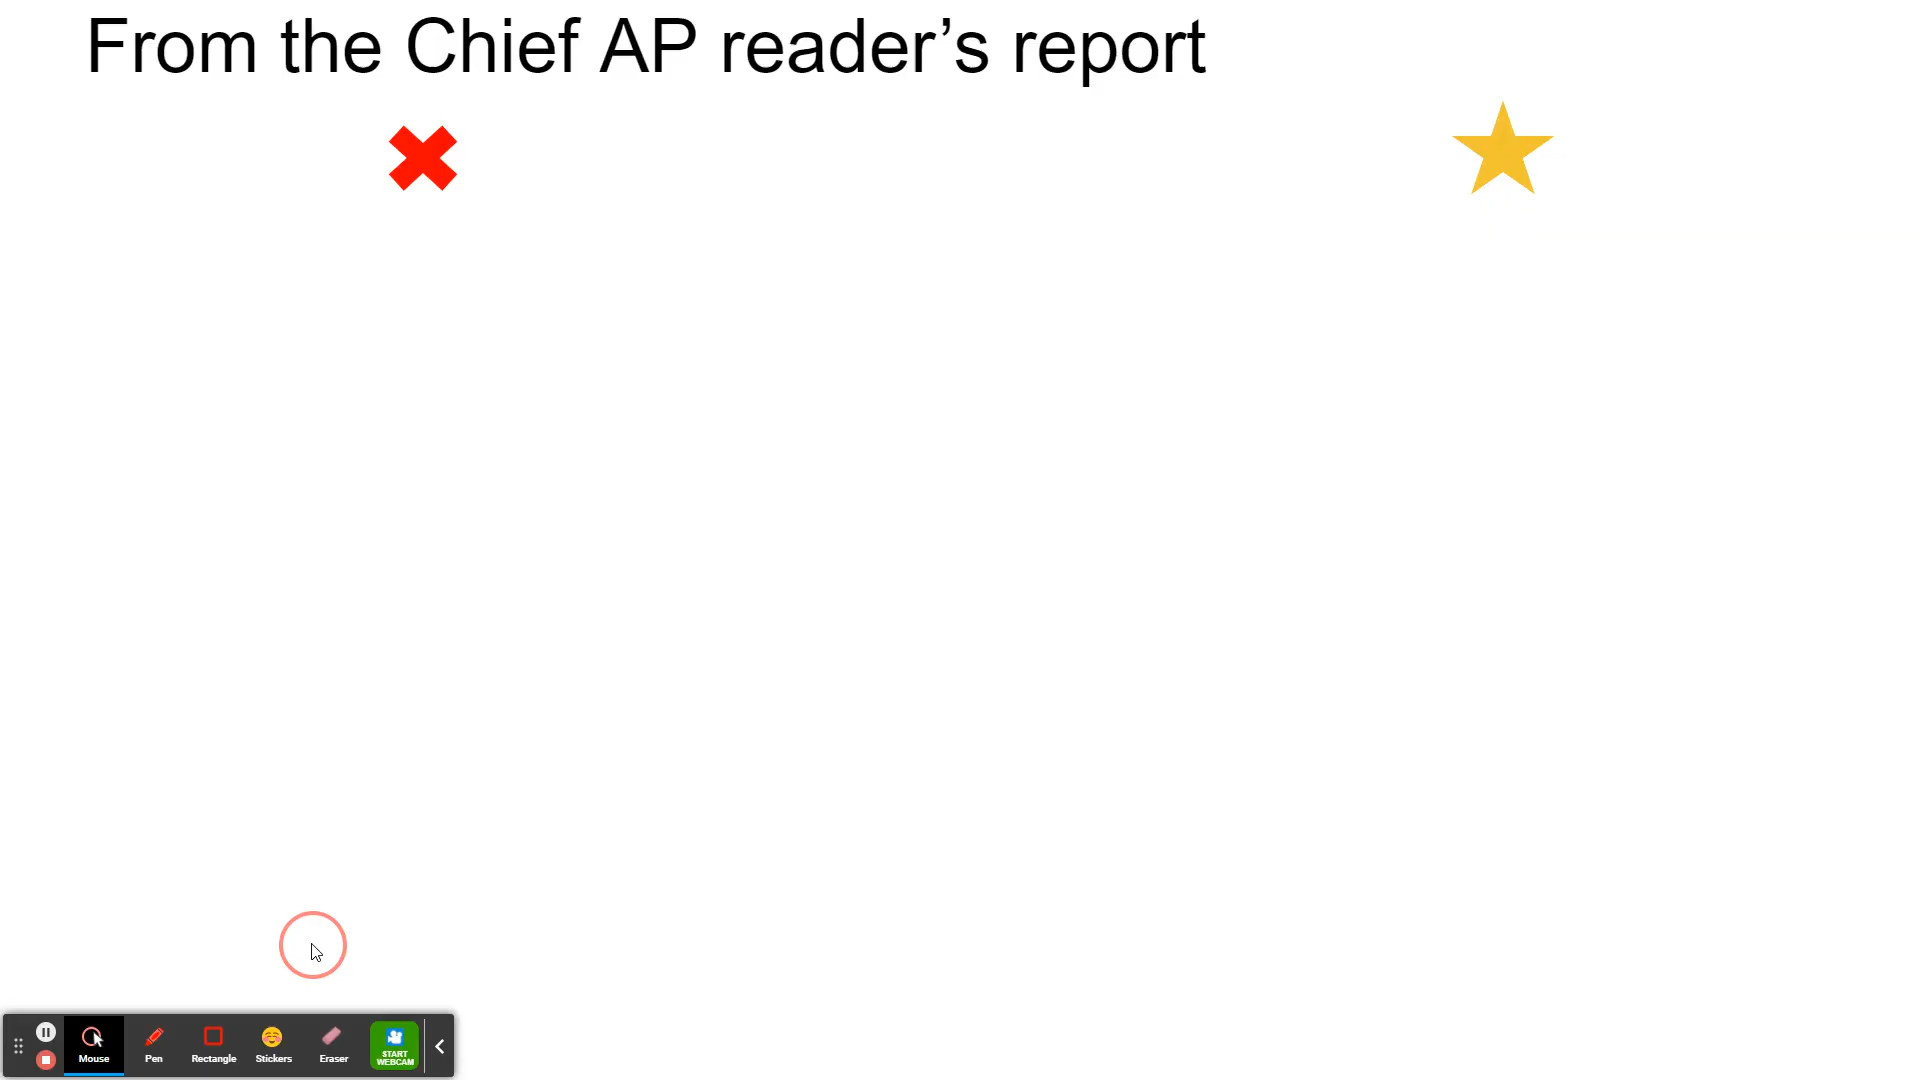 From the Chief AP reader’s report
Mouse
Pen
Rectangle
Stickers
Eraser
START
WEBCAM